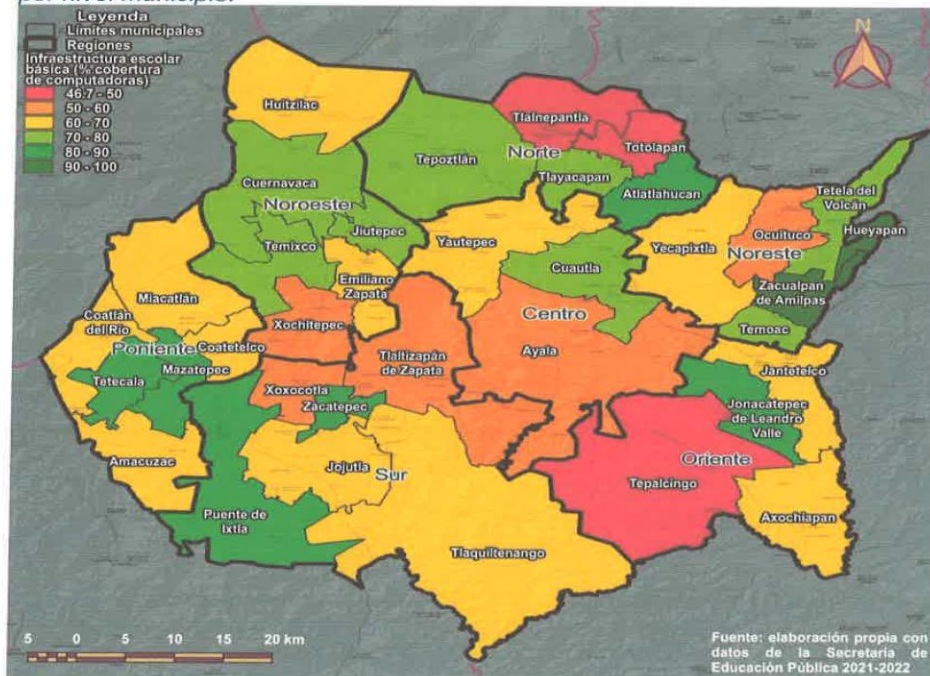 por nivel municipio.
Leyenda
Límites municipales
Regiones
Infraestructura escolar
básica (% cobertura
de computadoras)
46.7 - 50
50 - 60
60 - 70
70 - 80
80 - 90
90 - 100
N
Huitzilac
Tlalnepantla
Tepoztlán
Norte
Totolapan
Tlayacapan
Atlatlahucan
Cuernavaca
Noroeste
Jiutepec
Temixco
Yautepec
Emiliano
Zapata
Cuautla
Yecapixtla
Tetela del
Volcán
Ocuituco
Hueyapan
Noreste
Zacualpan
de Amilpas
Temoac
Miacatlán
Coatlán
del Río
Poniente
Coatetelco
Mazatepec
Tetecala
Xochitepec
Centro
Tlaltizapán
de Zapata
Ayala
Jantetelco
Jonacatepec
de Leandro
Valle
Xoxocotla
Zacatepec
Amacuzac
Jojutla
Sur
Oriente
Tepalcingo
Axochiapan
Puente de
Ixtla
Tlaquiltenango
5 0 5 10 15 20 km
Fuente: elaboración propia con
datos de la Secretaría de
Educación Pública 2021-2022